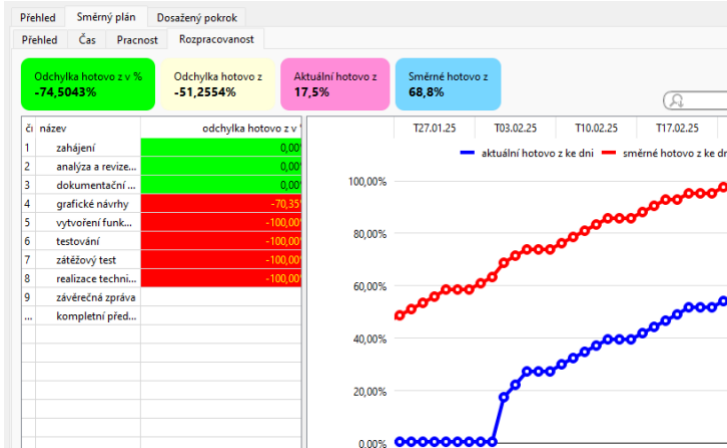 Přehled Směrný plán Dosažený pokrok
Přehled Čas Pracnost Rozpracovanost
Odchylka hotovo z v %
-74,5043%
Odchylka hotovo z
-51,2554%
Aktuální hotovo z
17,5%
Směrné hotovo z
68,8%
čí název odchylka hotovo z v
1 zahájení 0,00
2 analýza a revize... 0,00
3 dokumentační ... 0,00
4 grafické návrhy -70,35
5 vytvoření funk... -100,00
6 testování -100,00
7 zátěžový test -100,00
8 realizace techni... -100,00
9 závěrečná zpráva
... kompletní před...
T27.01.25 T03.02.25 T10.02.25 T17.02.25
aktuální hotovo z ke dni směrné hotovo z ke dn
100,00%
80,00%
60,00%
40,00%
20,00%
0,00%